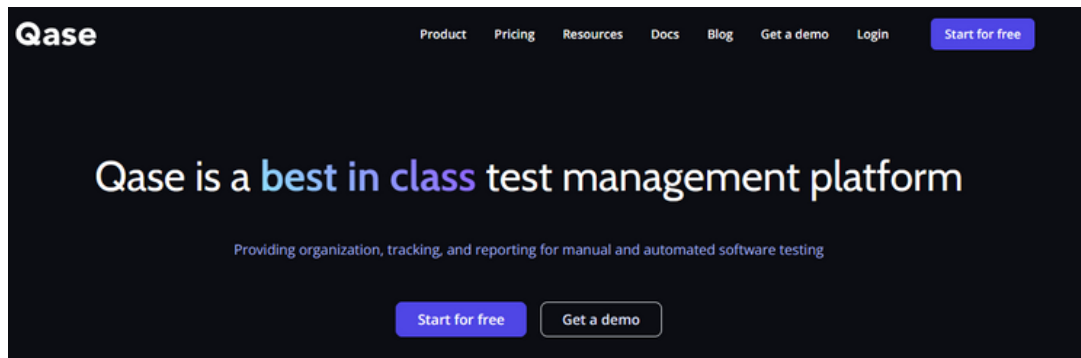 Qase
Product Pricing Resources Docs Blog Get a demo Login Start for free
Qase is a best in class test management platform
Providing organization, tracking, and reporting for manual and automated software testing
Start for free Get a demo